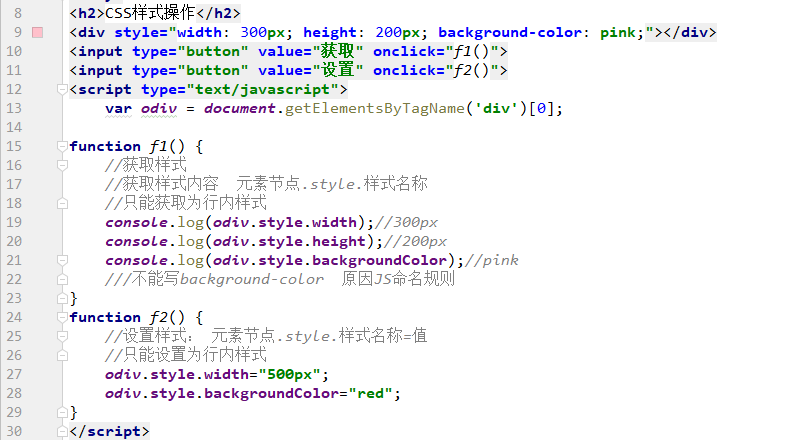 8 <h2>CSS样式操作</h2>
9 <div style="width: 300px; height: 200px; background-color: pink;"></div>
10 <input type="button" value="获取" onclick="f1()">
11 <input type="button" value="设置" onclick="f2()">
12 <script type="text/javascript">
13 var odiv = document.getElementsByTagName('div')[0];
14
15 function f1() {
16 //获取样式
17 //获取样式内容 元素节点.style.样式名称
18 //只能获取为行内样式
19 console.log(odiv.style.width);//300px
20 console.log(odiv.style.height);//200px
21 console.log(odiv.style.backgroundColor);//pink
22 ///不能写background-color 原因JS命名规则
23 }
24 function f2() {
25 //设置样式: 元素节点.style.样式名称=值
26 //只能设置为行内样式
27 odiv.style.width="500px";
28 odiv.style.backgroundColor="red";
29 }
30 </script>